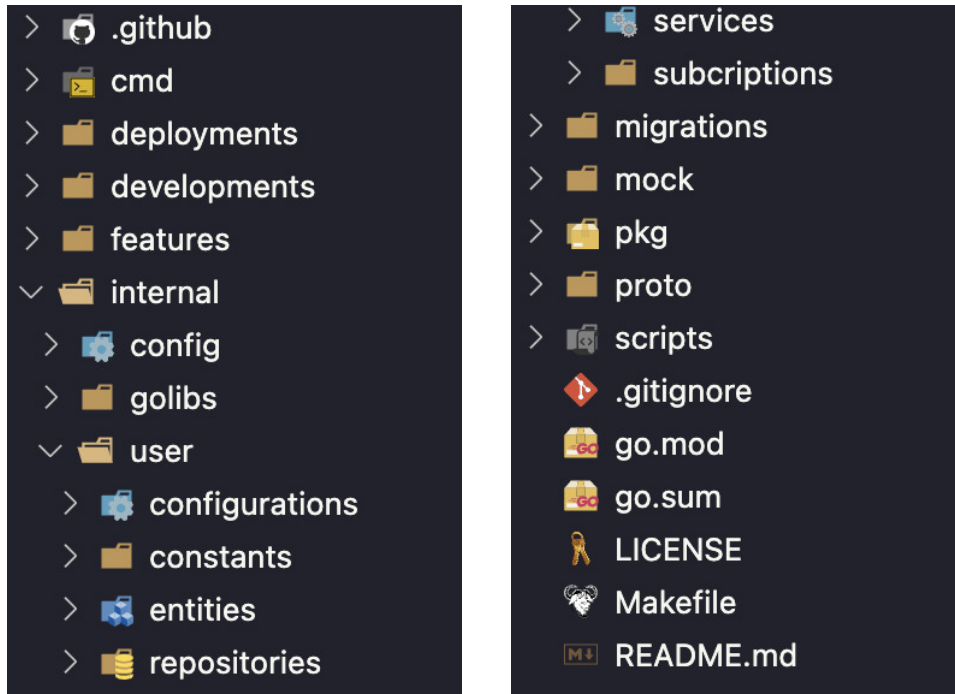 .github
cmd
deployments
developments
features
internal
config
golibs
user
configurations
constants
entities
repositories
services
subcriptions
migrations
mock
pkg
proto
scripts
.gitignore
go.mod
go.sum
LICENSE
Makefile
README.md